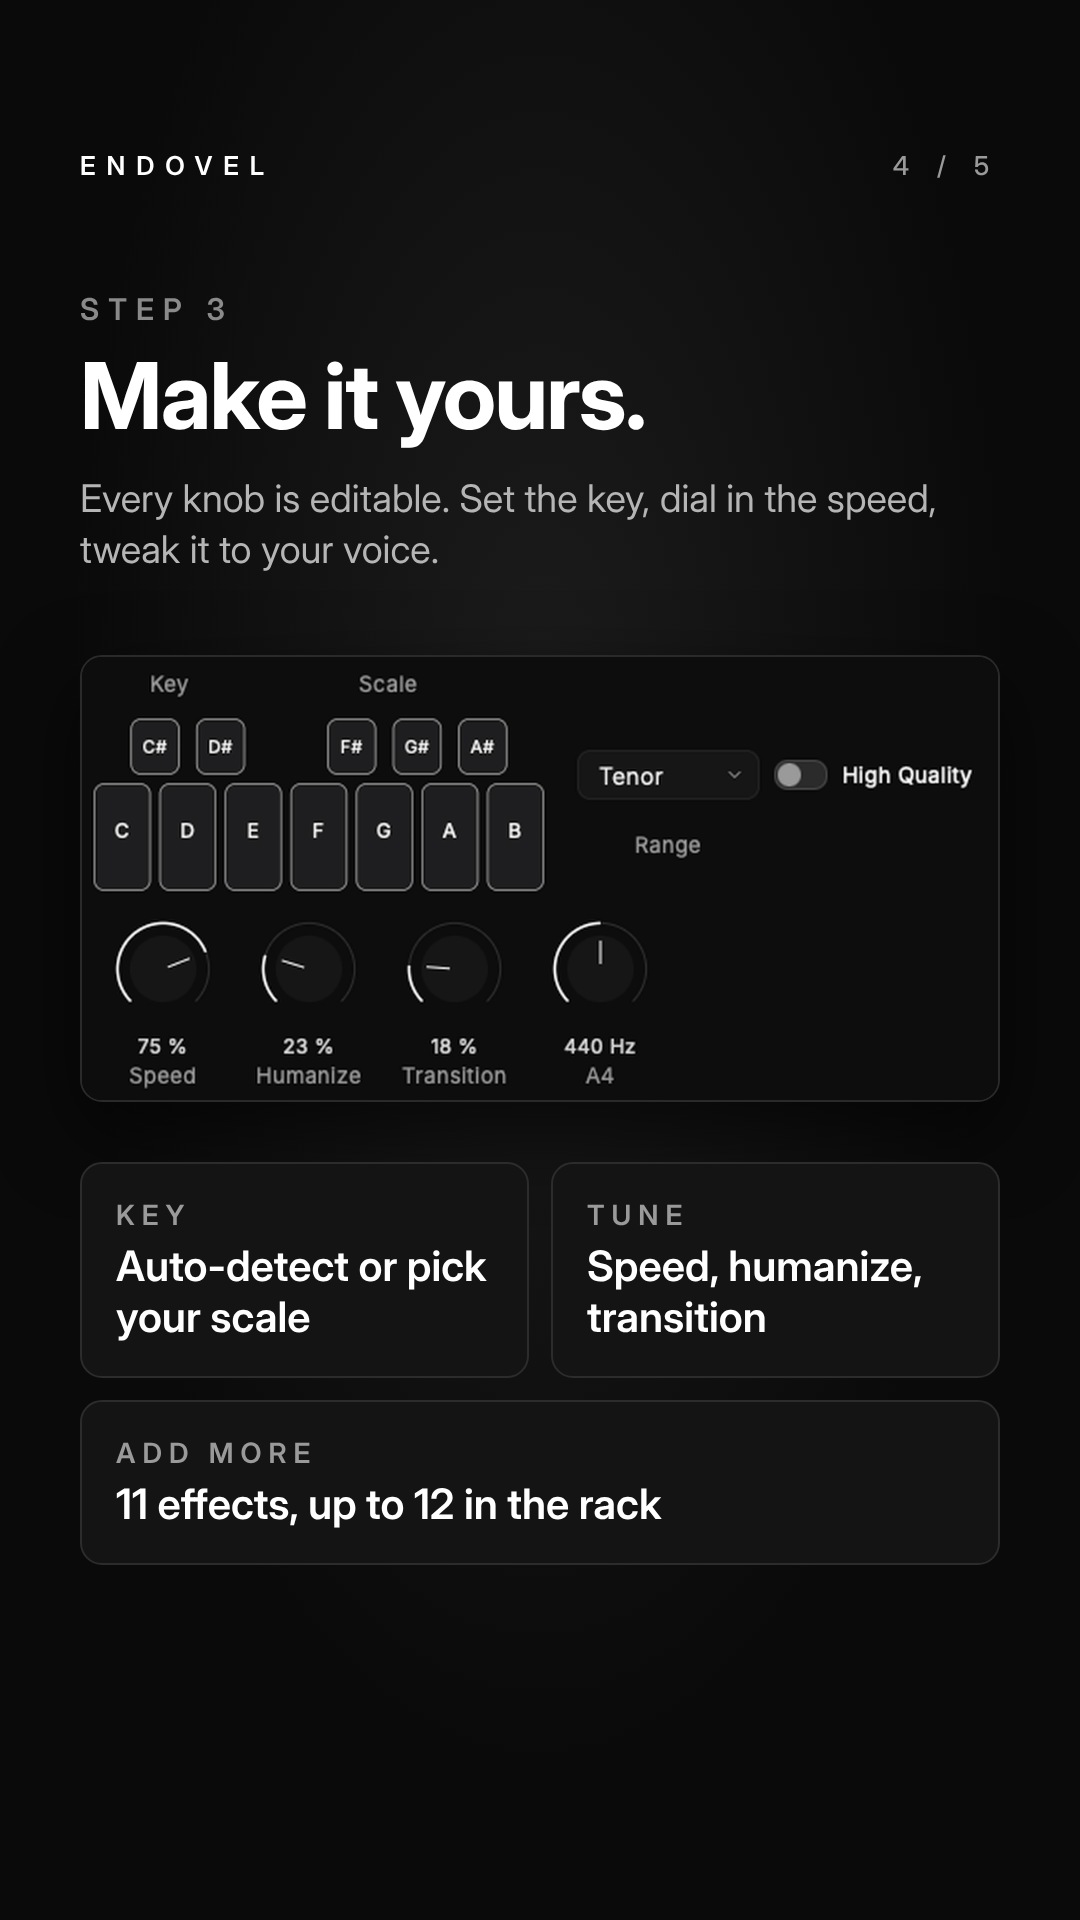 ENDOVEL
4 / 5
STEP 3
Make it yours.
Every knob is editable. Set the key, dial in the speed,
tweak it to your voice.
Key Scale
C# D# F# G# A#
Tenor High Quality
C D E F G A B
Range
75 % 23 % 18 % 440 Hz
Speed Humanize Transition A4
KEY
Auto-detect or pick
your scale
TUNE
Speed, humanize,
transition
ADD MORE
11 effects, up to 12 in the rack